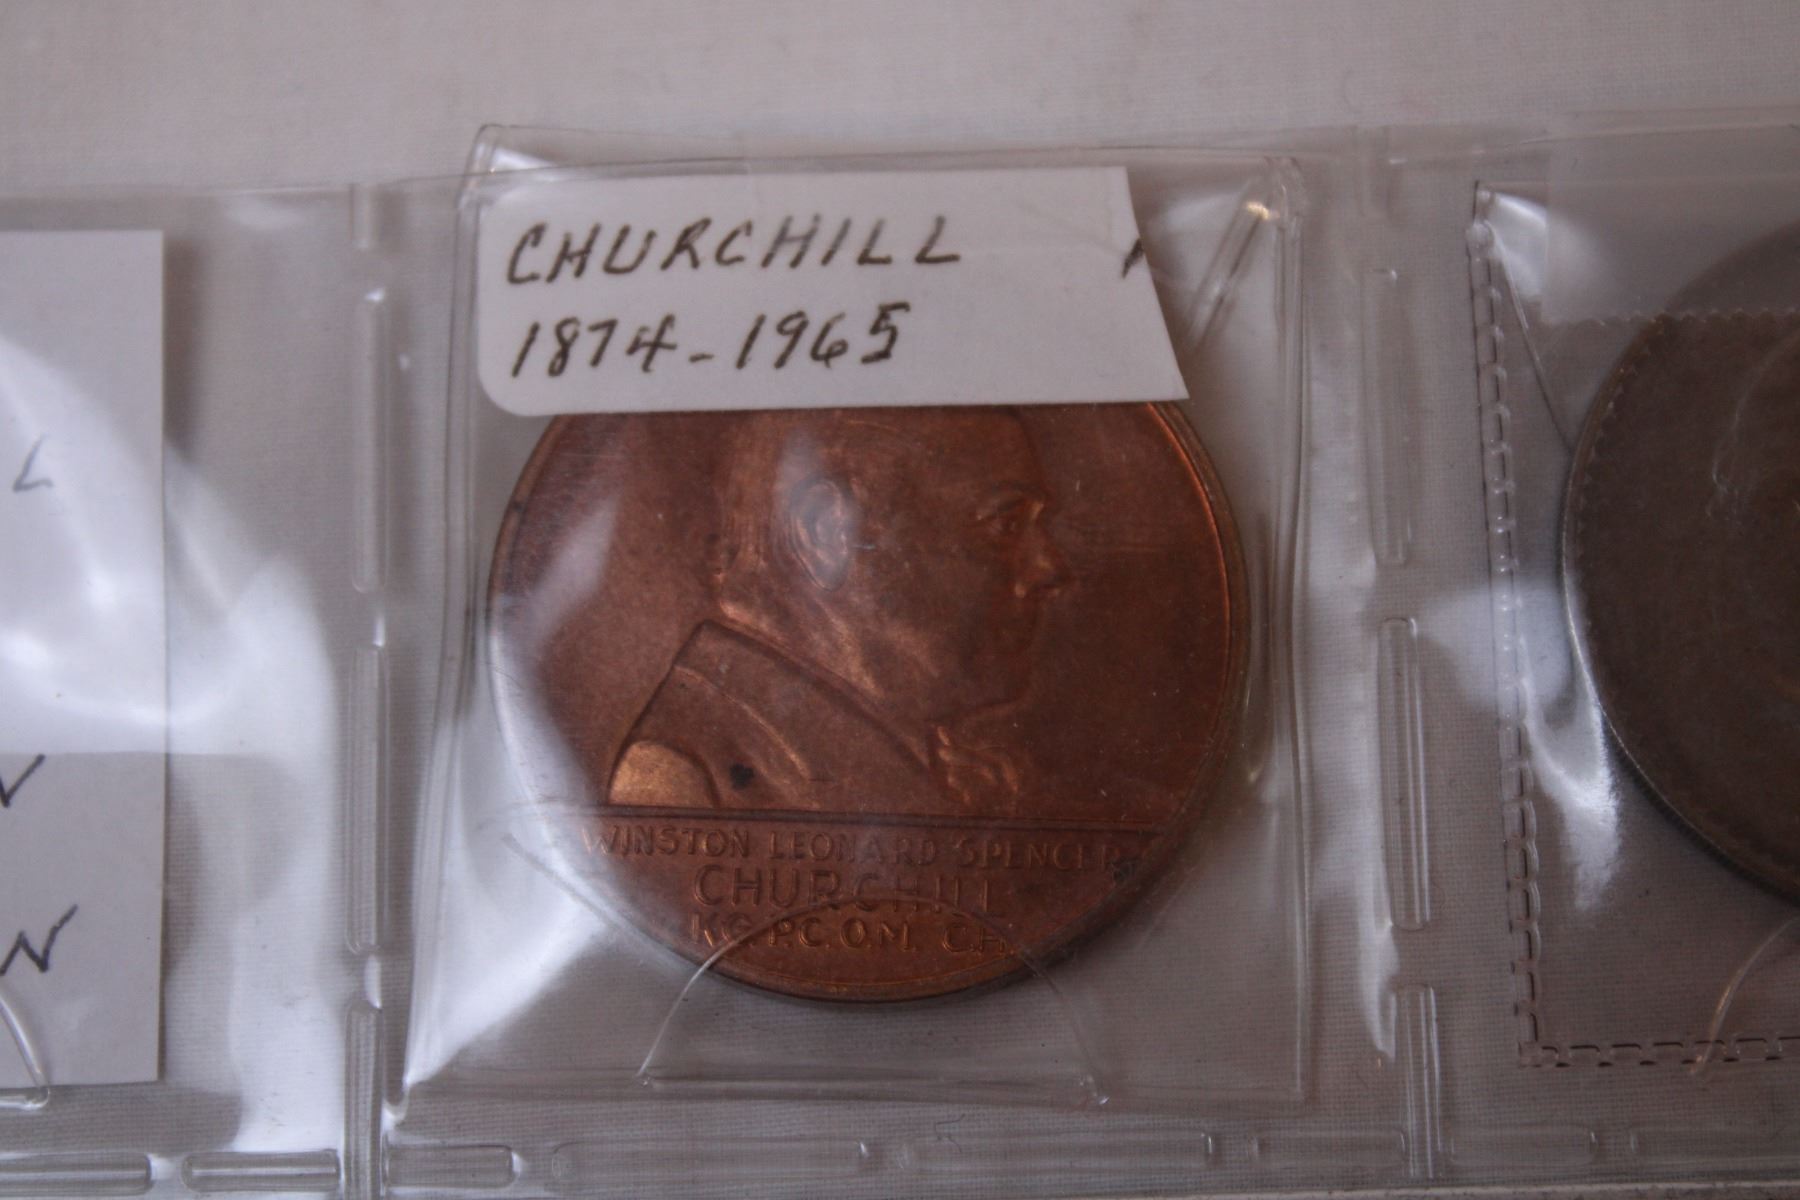 CHURCHILL
1874-1965
WINSTON LEONARD SPENCER
CHURCHILL
K.G. P.C. O.M. C.H.